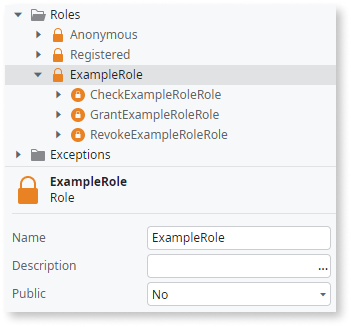 Roles
Anonymous
Registered
ExampleRole
CheckExampleRoleRole
GrantExampleRoleRole
RevokeExampleRoleRole
Exceptions
ExampleRole
Role
Name ExampleRole
Description ...
Public No